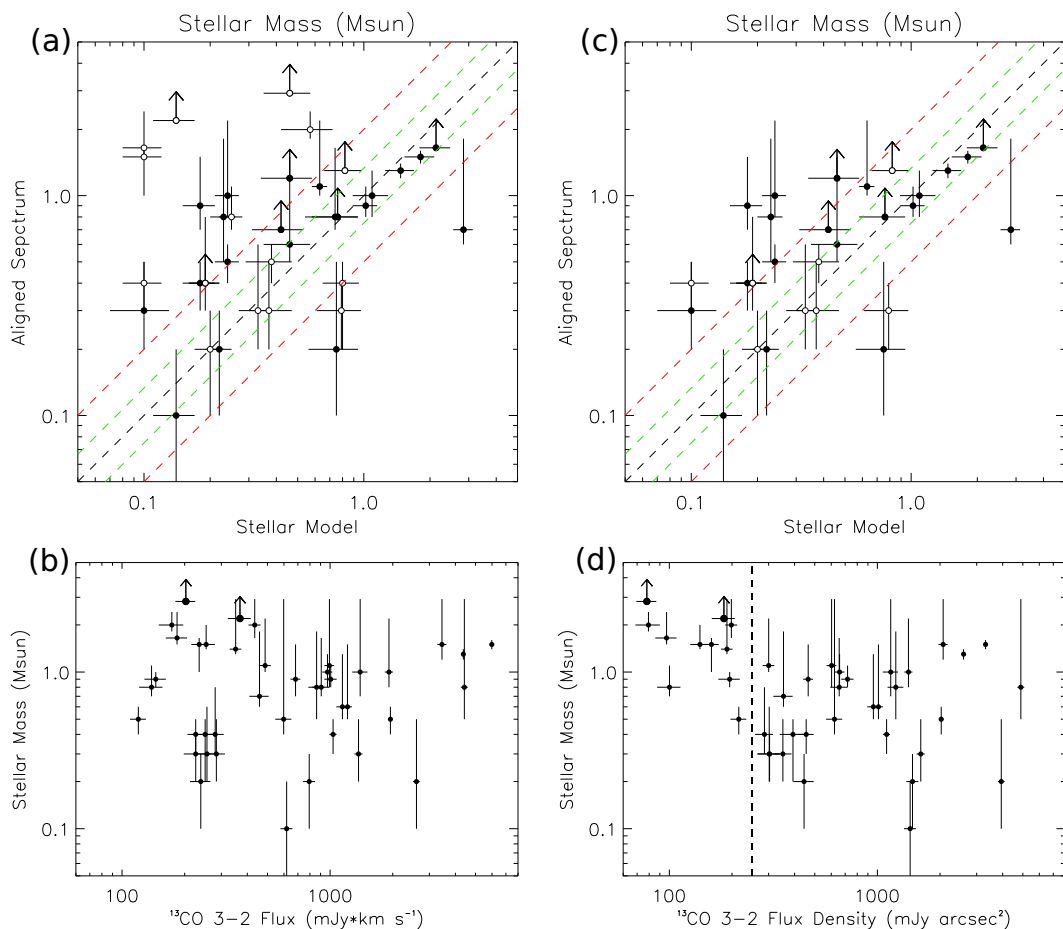 (a)
Stellar Mass (Msun)
1.0
0.1
Aligned Sepctrum
0.1
1.0
Stellar Model
(c)
Stellar Mass (Msun)
1.0
0.1
Aligned Sepctrum
0.1
1.0
Stellar Model
(b)
1.0
0.1
Stellar Mass (Msun)
100
1000
¹³CO 3−2 Flux (mJy*km s⁻¹)
(d)
1.0
0.1
Stellar Mass (Msun)
100
1000
¹³CO 3−2 Flux Density (mJy arcsec²)